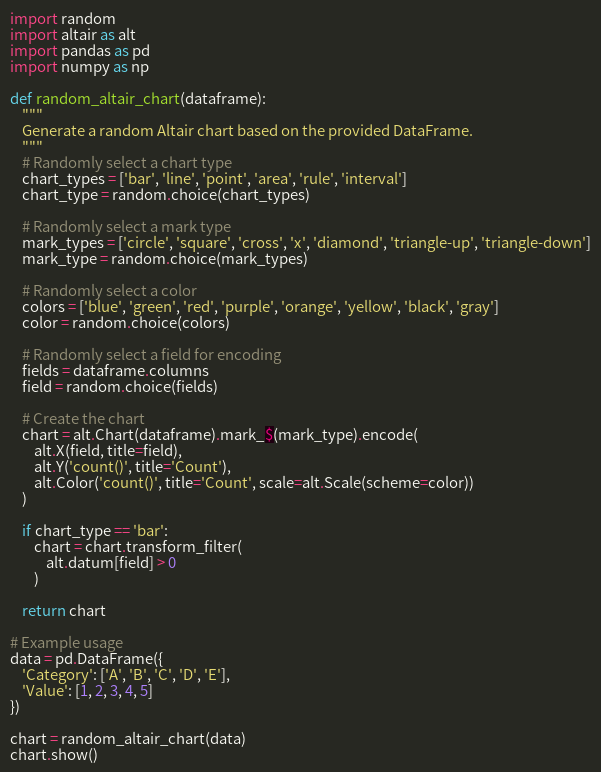 import random
import altair as alt
import pandas as pd
import numpy as np

def random_altair_chart(dataframe):
    """
    Generate a random Altair chart based on the provided DataFrame.
    """
    # Randomly select a chart type
    chart_types = ['bar', 'line', 'point', 'area', 'rule', 'interval']
    chart_type = random.choice(chart_types)

    # Randomly select a mark type
    mark_types = ['circle', 'square', 'cross', 'x', 'diamond', 'triangle-up', 'triangle-down']
    mark_type = random.choice(mark_types)

    # Randomly select a color
    colors = ['blue', 'green', 'red', 'purple', 'orange', 'yellow', 'black', 'gray']
    color = random.choice(colors)

    # Randomly select a field for encoding
    fields = dataframe.columns
    field = random.choice(fields)

    # Create the chart
    chart = alt.Chart(dataframe).mark_$(mark_type).encode(
        alt.X(field, title=field),
        alt.Y('count()', title='Count'),
        alt.Color('count()', title='Count', scale=alt.Scale(scheme=color))
    )

    if chart_type == 'bar':
        chart = chart.transform_filter(
            alt.datum[field] > 0
        )

    return chart

# Example usage
data = pd.DataFrame({
    'Category': ['A', 'B', 'C', 'D', 'E'],
    'Value': [1, 2, 3, 4, 5]
})

chart = random_altair_chart(data)
chart.show()